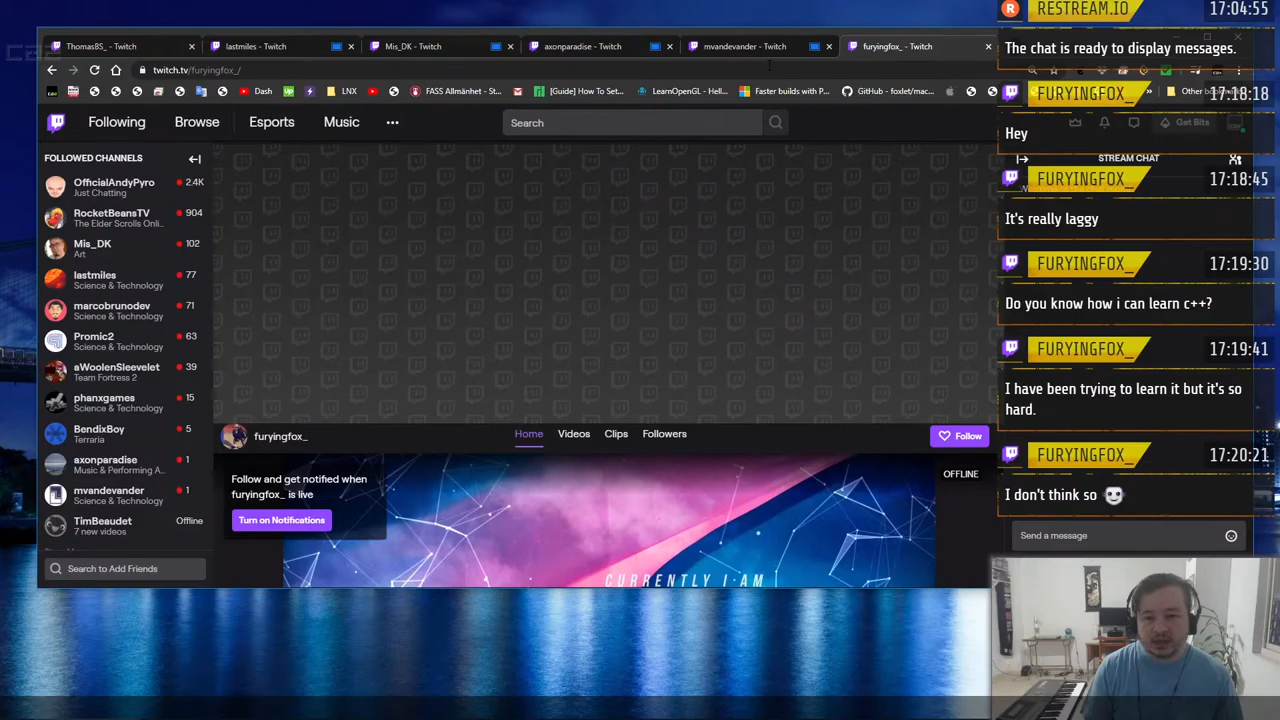 ThomasBS_ - Twitch
lastmiles - Twitch
Mis_DK - Twitch
axonparadise - Twitch
mvandevander - Twitch
furyingfox_ - Twitch
twitch.tv/furyingfox_/
Dash
Upg
LNX
FASS Allmänhet - St...
[Guide] How To Set...
LearnOpenGL - Hell...
Faster builds with P...
GitHub - foxlet/mac...
Other bookmarks
Following
Browse
Esports
Music
Search
Get Bits
FOLLOWED CHANNELS
OfficialAndyPyro 2.4K
Just Chatting
RocketBeansTV 904
The Elder Scrolls Onli...
Mis_DK 102
Art
lastmiles 77
Science & Technology
marcobrunodev 71
Science & Technology
Promic2 63
Science & Technology
aWoolenSleevelet 39
Team Fortress 2
phanxgames 15
Science & Technology
BendixBoy 5
Terraria
axonparadise 1
Music & Performing A...
mvandevander 1
Science & Technology
TimBeaudet Offline
7 new videos
Search to Add Friends
furyingfox_
Home
Videos
Clips
Followers
Follow
Follow and get notified when
furyingfox_ is live
Turn on Notifications
OFFLINE
CURRENTLY I AM
RESTREAM.IO 17:04:55
The chat is ready to display messages.
FURYINGFOX_ 17:18:18
Hey
STREAM CHAT
FURYINGFOX_ 17:18:45
It's really laggy
FURYINGFOX_ 17:19:30
Do you know how i can learn c++?
FURYINGFOX_ 17:19:41
I have been trying to learn it but it's so
hard.
FURYINGFOX_ 17:20:21
I don't think so
Send a message